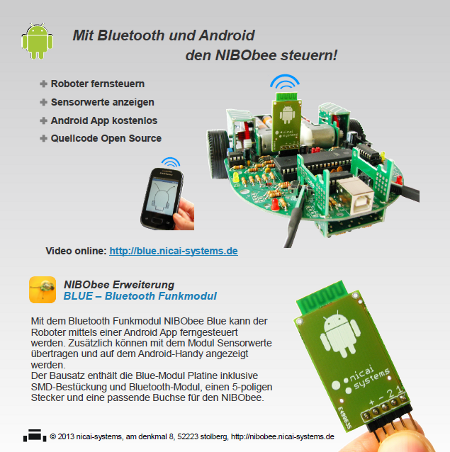 Mit Bluetooth und Android
den NIBObee steuern!
Roboter fernsteuern
Sensorwerte anzeigen
Android App kostenlos
Quellcode Open Source
nicai
systems
Video online: http://blue.nicai-systems.de
NIBObee Erweiterung
BLUE – Bluetooth Funkmodul
Mit dem Bluetooth Funkmodul NIBObee Blue kann der
Roboter mittels einer Android App ferngesteuert
werden. Zusätzlich können mit dem Modul Sensorwerte
übertragen und auf dem Android-Handy angezeigt
werden.
Der Bausatz enthält die Blue-Modul Platine inklusive
SMD-Bestückung und Bluetooth-Modul, einen 5-poligen
Stecker und eine passende Buchse für den NIBObee.
nicai
systems
+ - 2 1
© 2013 nicai-systems, am denkmal 8, 52223 stolberg, http://nibobee.nicai-systems.de